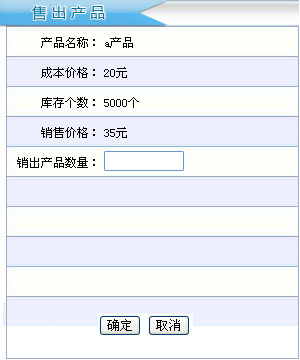 售出产品
产品名称： a产品
成本价格： 20元
库存个数： 5000个
销售价格： 35元
销出产品数量：
确定 取消